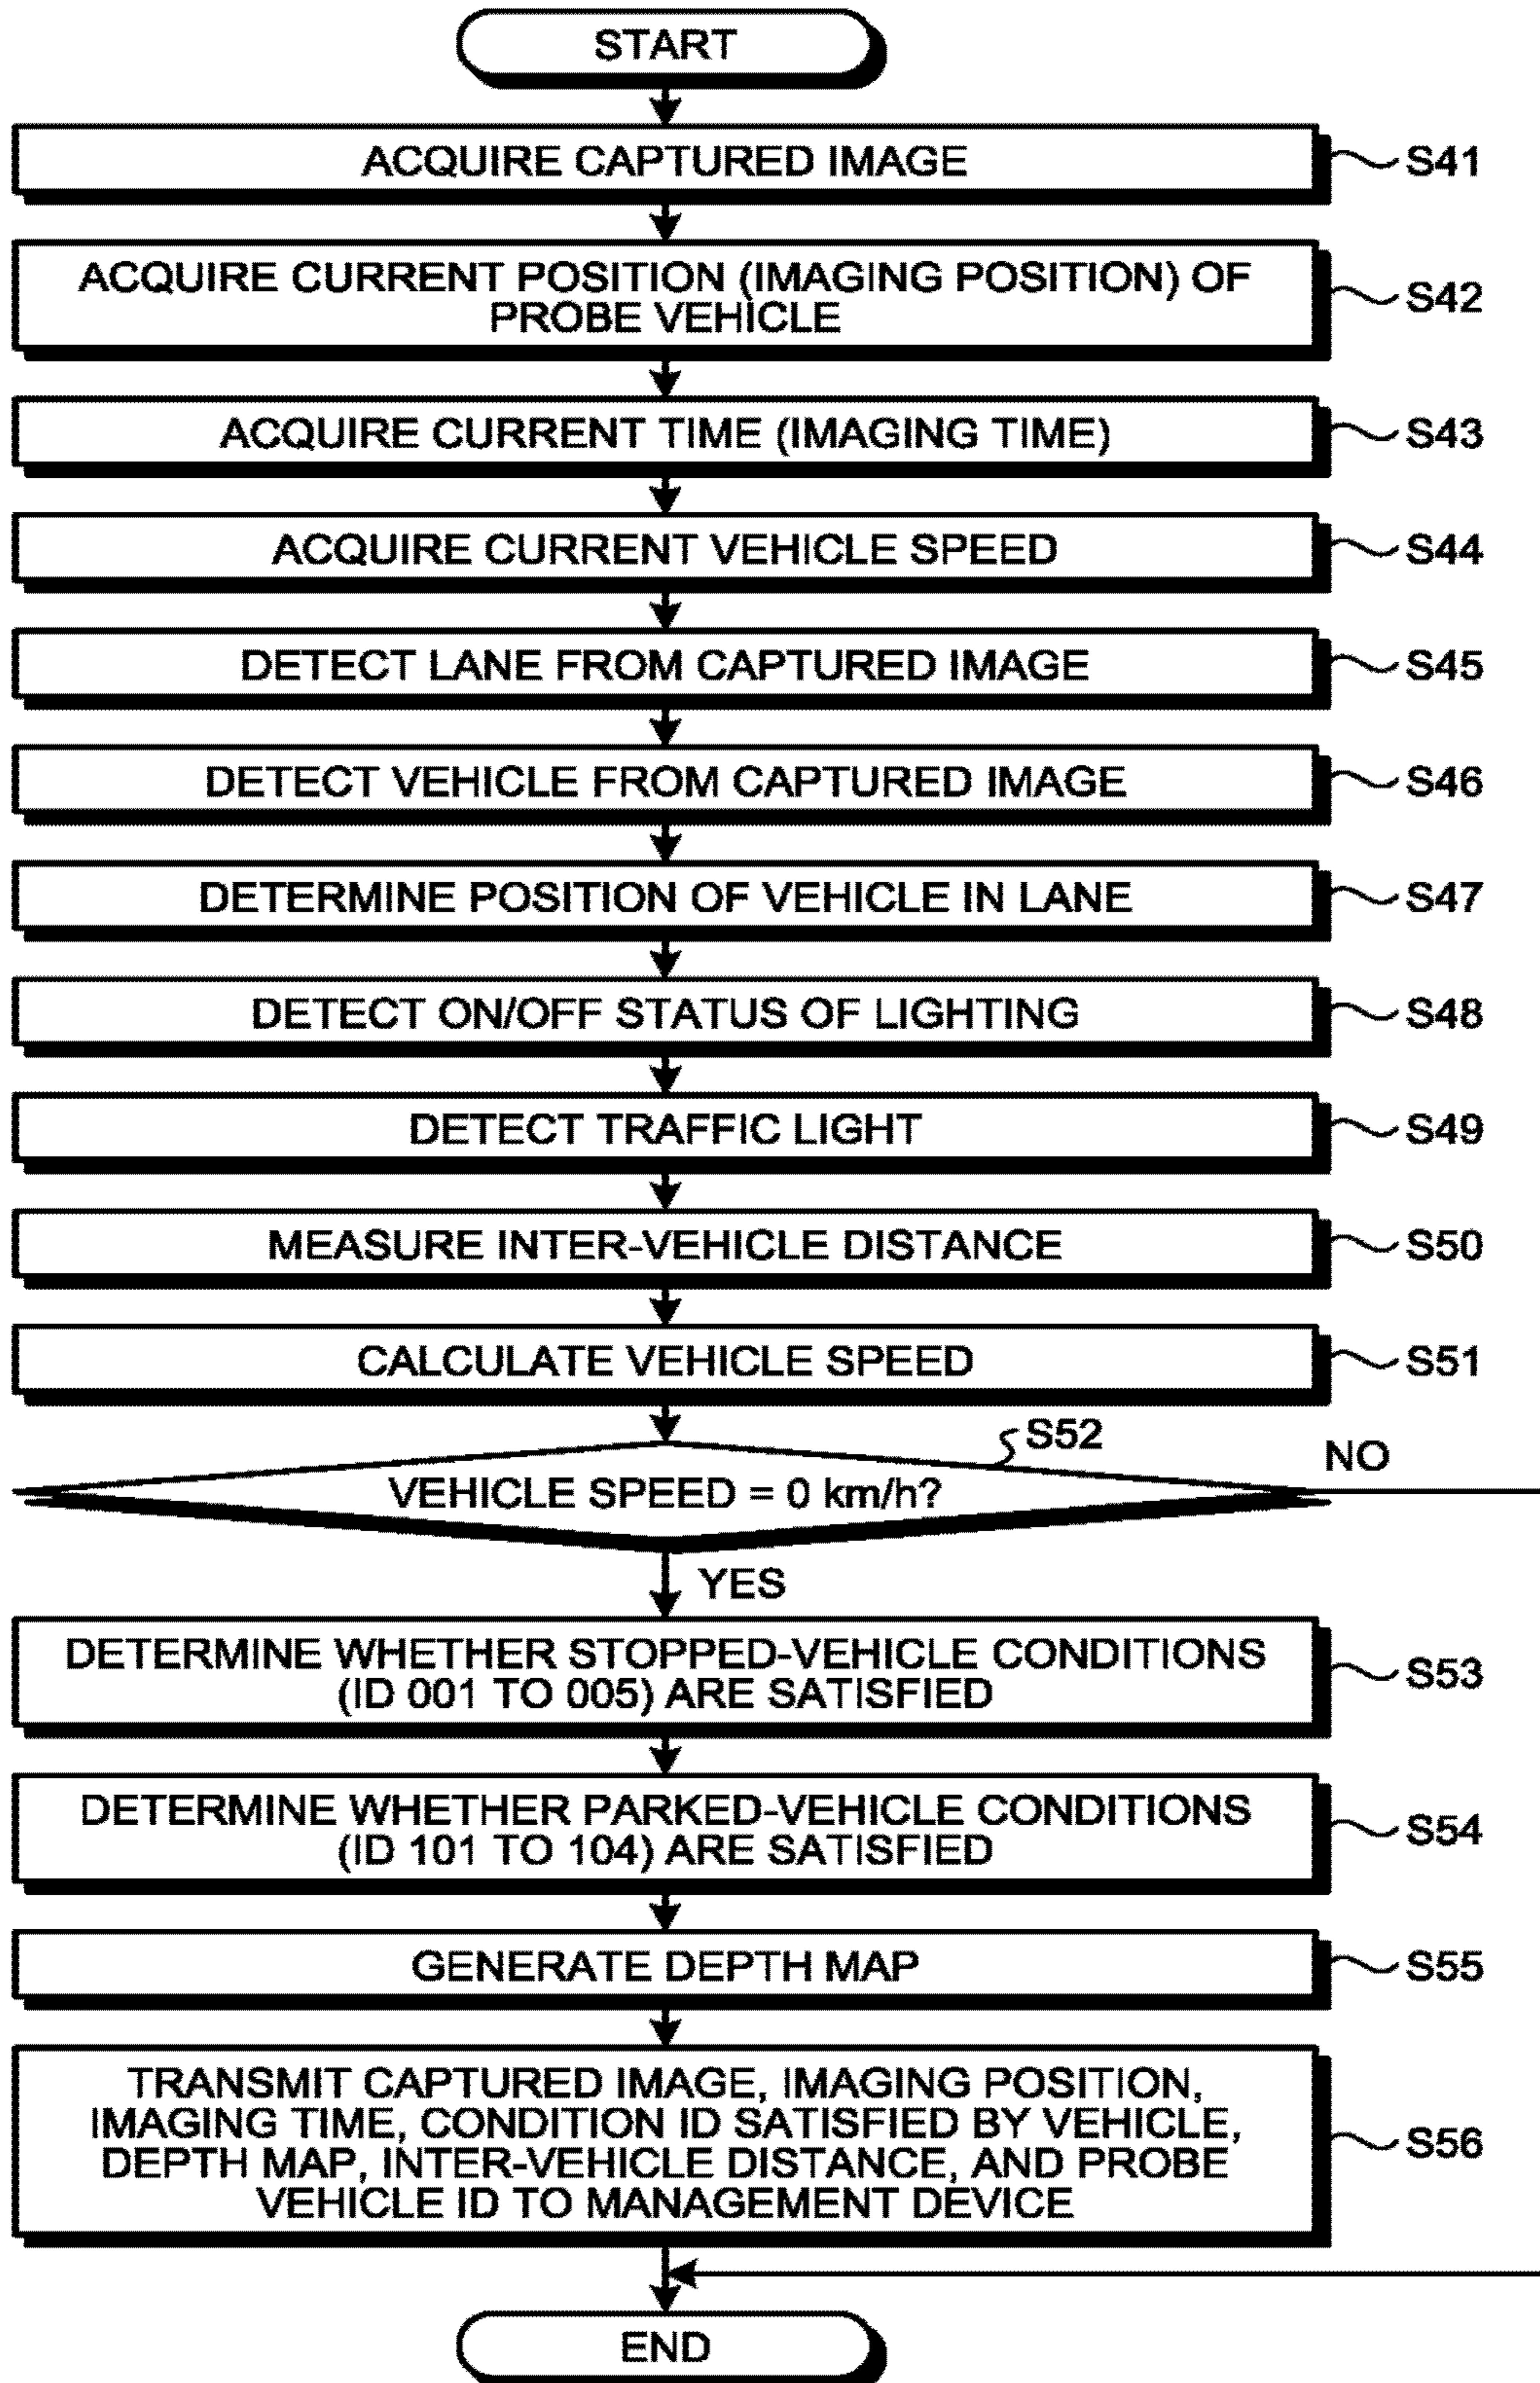 START
ACQUIRE CAPTURED IMAGE
S41
ACQUIRE CURRENT POSITION (IMAGING POSITION) OF
PROBE VEHICLE
S42
ACQUIRE CURRENT TIME (IMAGING TIME)
S43
ACQUIRE CURRENT VEHICLE SPEED
S44
DETECT LANE FROM CAPTURED IMAGE
S45
DETECT VEHICLE FROM CAPTURED IMAGE
S46
DETERMINE POSITION OF VEHICLE IN LANE
S47
DETECT ON/OFF STATUS OF LIGHTING
S48
DETECT TRAFFIC LIGHT
S49
MEASURE INTER-VEHICLE DISTANCE
S50
CALCULATE VEHICLE SPEED
S51
S52
NO
VEHICLE SPEED = 0 km/h?
YES
DETERMINE WHETHER STOPPED-VEHICLE CONDITIONS
(ID 001 TO 005) ARE SATISFIED
S53
DETERMINE WHETHER PARKED-VEHICLE CONDITIONS
(ID 101 TO 104) ARE SATISFIED
S54
GENERATE DEPTH MAP
S55
TRANSMIT CAPTURED IMAGE, IMAGING POSITION,
IMAGING TIME, CONDITION ID SATISFIED BY VEHICLE,
DEPTH MAP, INTER-VEHICLE DISTANCE, AND PROBE
VEHICLE ID TO MANAGEMENT DEVICE
S56
END